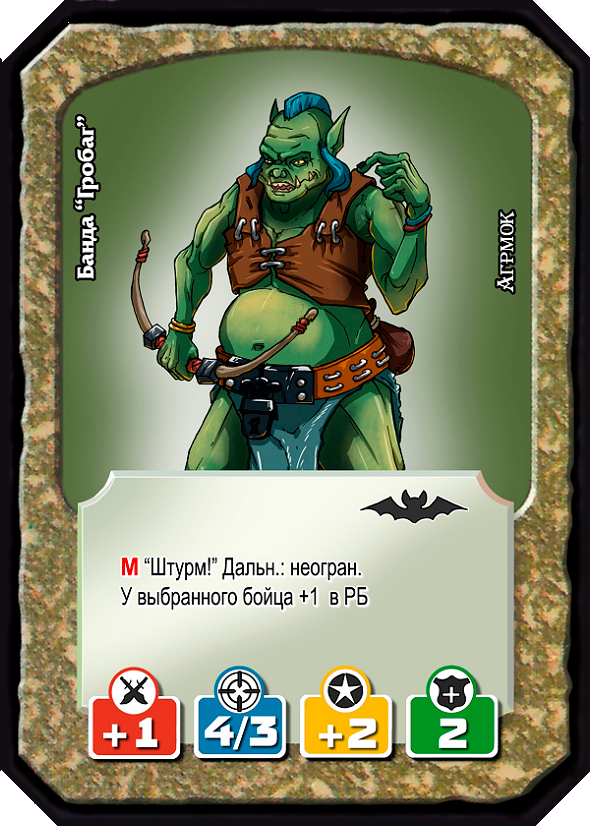 Банда “Гробаг”
Агрмок
М “Штурм!” Дальн.: неогран.
У выбранного бойца +1 в РБ
+1 4/3 +2 2